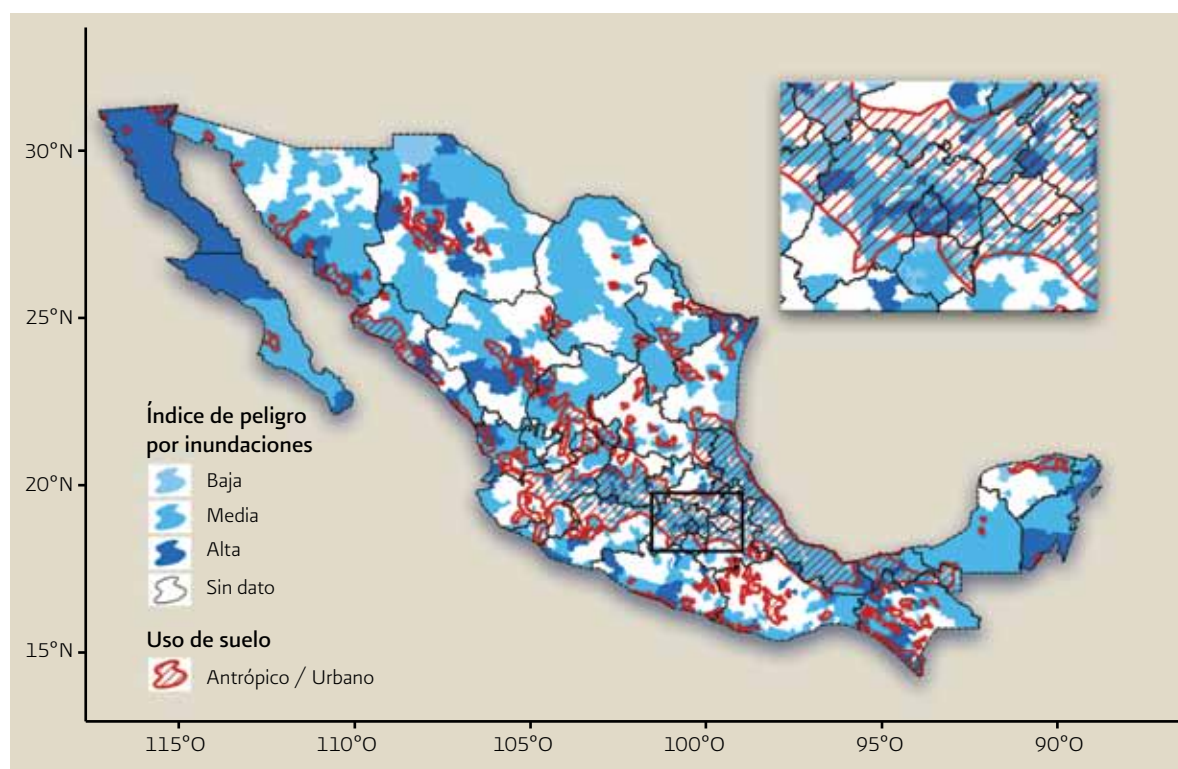 30°N
25°N
20°N
15°N
Índice de peligro
por inundaciones
Baja
Media
Alta
Sin dato
Uso de suelo
Antrópico / Urbano
115°O
110°O
105°O
100°O
95°O
90°O